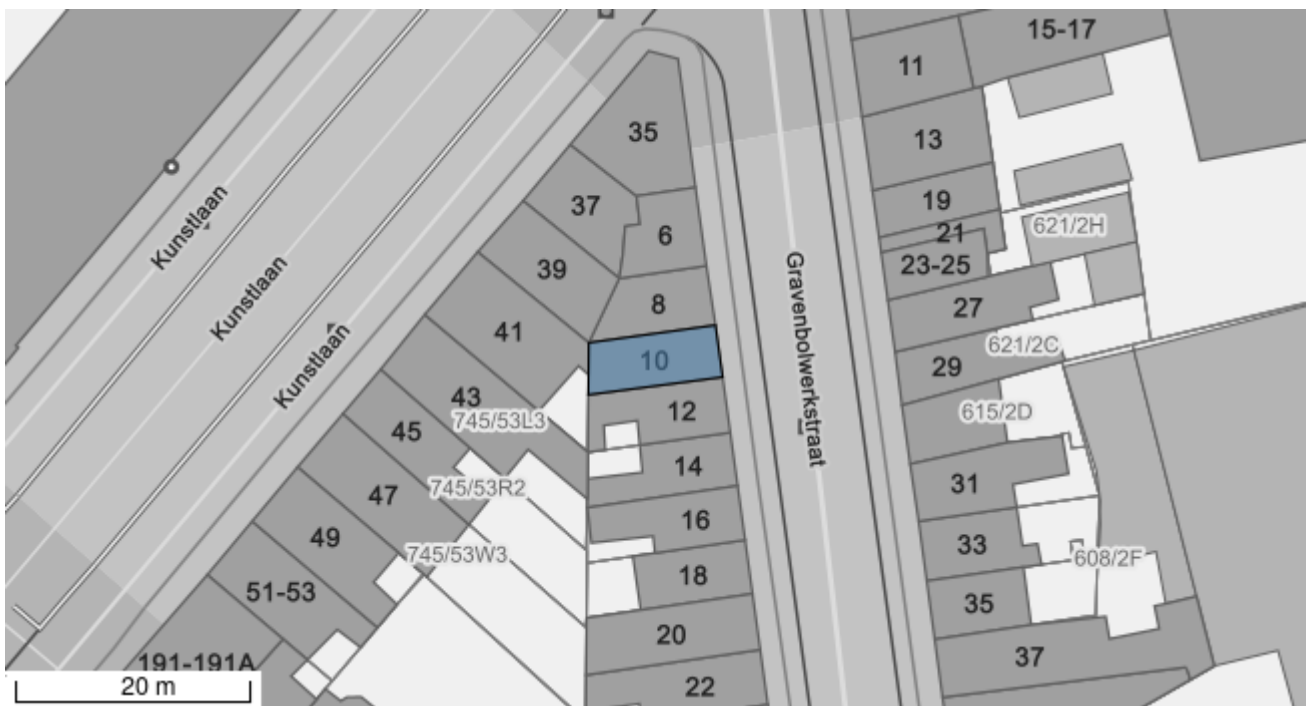 15-17
11
35
13
37
19
6
21
621/2H
39
23-25
Kunstlaan
Kunstlaan
Kunstlaan
8
27
41
10
621/2C
29
Gravenbolwerkstraat
43
12
745/53L3
615/2D
45
14
31
745/53R2
47
16
49
33
745/53W3
18
608/2F
51-53
35
20
191-191A
37
20 m
22